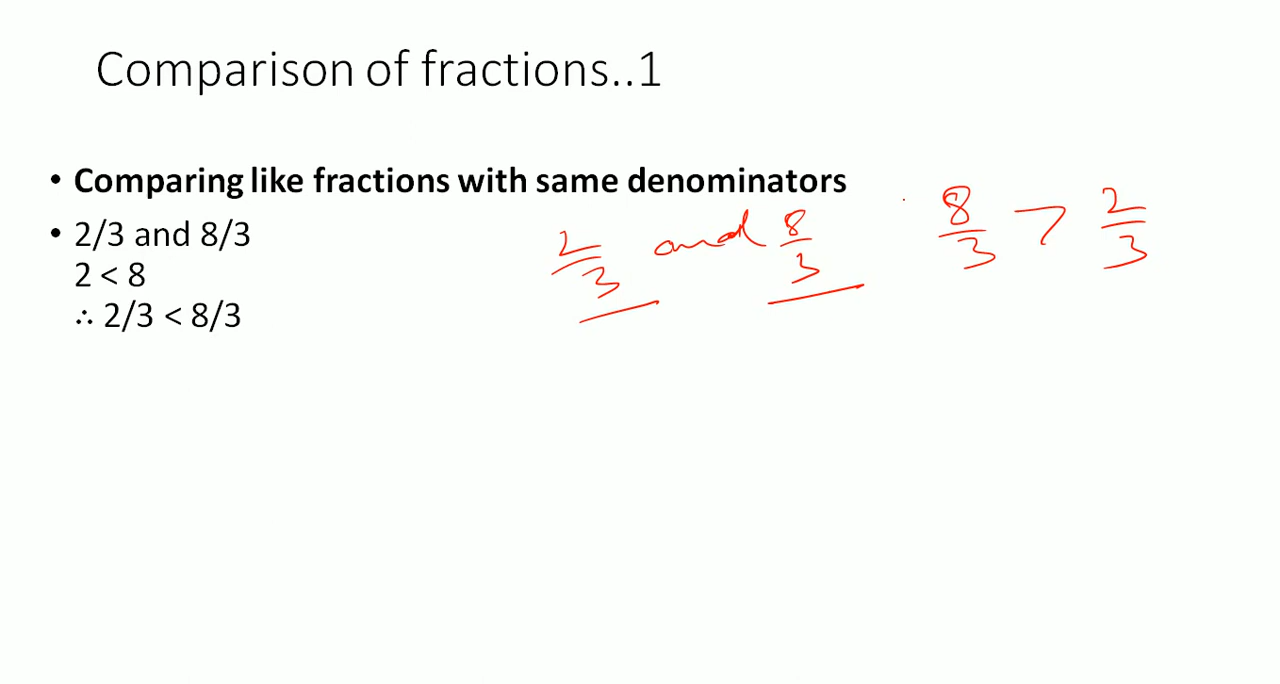 Comparison of fractions..1
• Comparing like fractions with same denominators
• 2/3 and 8/3
2 < 8
∴ 2/3 < 8/3
2/3 and 8/3
8/3 > 2/3